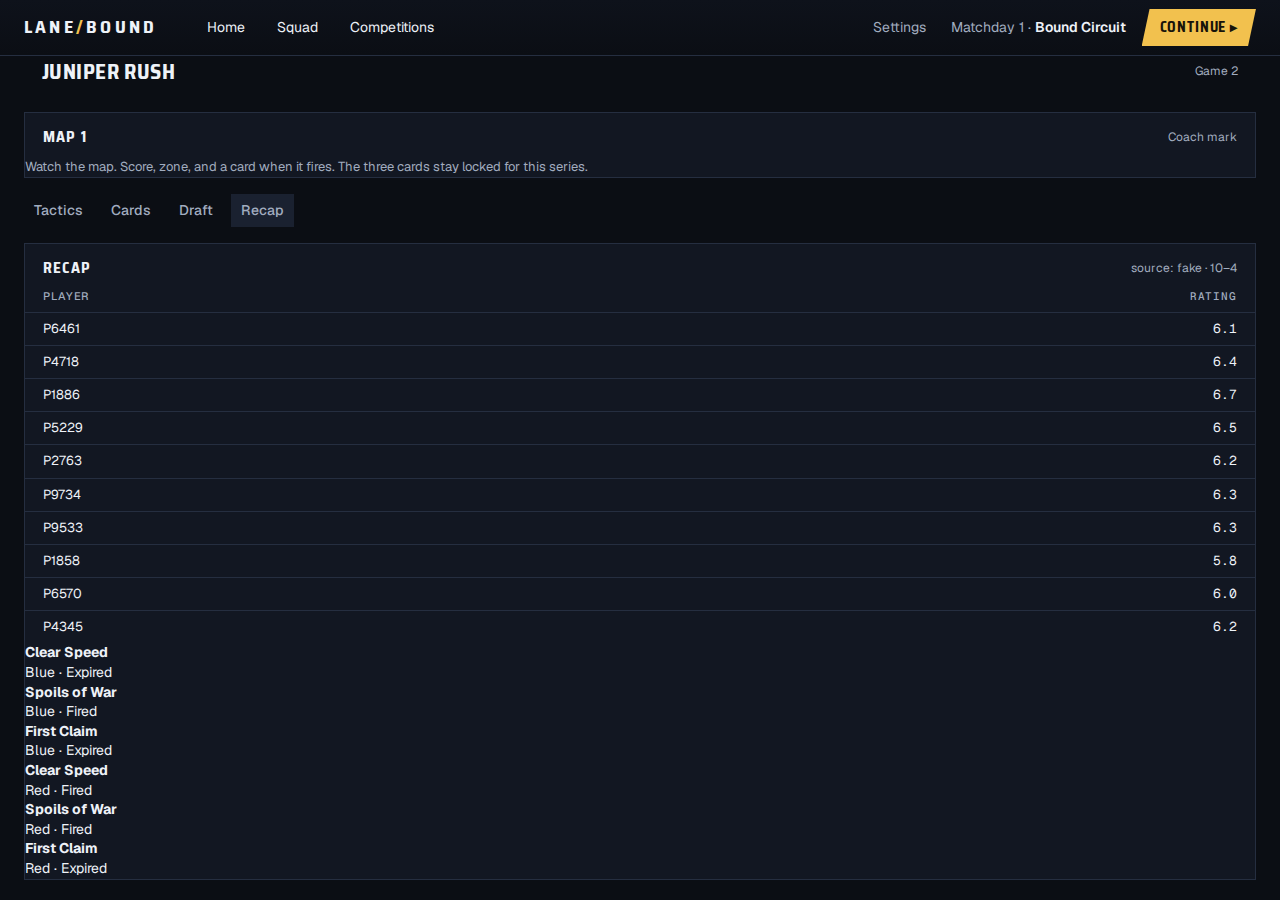 LANE/BOUND Home Squad Competitions Settings Matchday 1 · Bound Circuit CONTINUE ▸
JUNIPER RUSH Game 2
MAP 1 Coach mark
Watch the map. Score, zone, and a card when it fires. The three cards stay locked for this series.
Tactics Cards Draft Recap
RECAP source: fake · 10–4
PLAYER RATING
P6461 6.1
P4718 6.4
P1886 6.7
P5229 6.5
P2763 6.2
P9734 6.3
P9533 6.3
P1858 5.8
P6570 6.0
P4345 6.2
Clear Speed
Blue · Expired
Spoils of War
Blue · Fired
First Claim
Blue · Expired
Clear Speed
Red · Fired
Spoils of War
Red · Fired
First Claim
Red · Expired